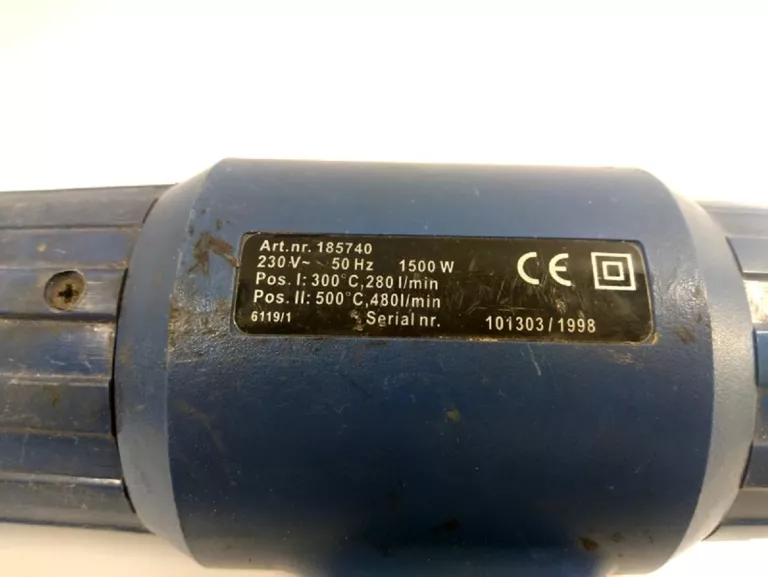 Art.nr. 185740
230 V~ 50 Hz 1500 W
Pos. I: 300°C,280 l/min
Pos. II: 500°C,480l/min
6119/1 Serial nr. 101303/1998
CE